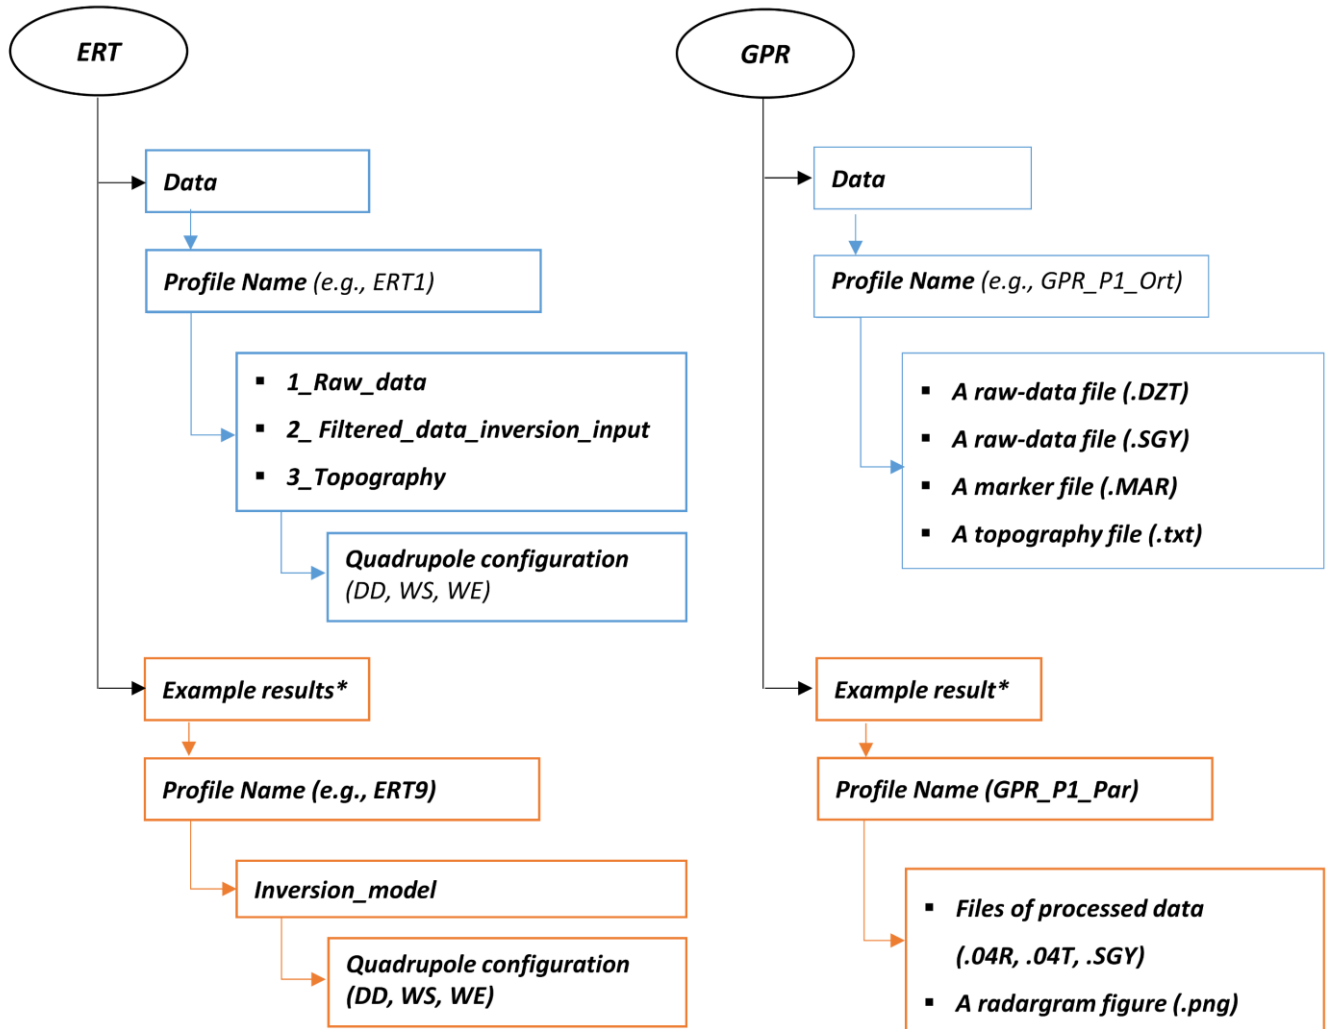 ERT
Data
Profile Name (e.g., ERT1)
▪ 1_Raw_data
▪ 2_ Filtered_data_inversion_input
▪ 3_Topography
Quadrupole configuration
(DD, WS, WE)
Example results*
Profile Name (e.g., ERT9)
Inversion_model
Quadrupole configuration
(DD, WS, WE)
GPR
Data
Profile Name (e.g., GPR_P1_Ort)
▪ A raw-data file (.DZT)
▪ A raw-data file (.SGY)
▪ A marker file (.MAR)
▪ A topography file (.txt)
Example result*
Profile Name (GPR_P1_Par)
▪ Files of processed data
(.04R, .04T, .SGY)
▪ A radargram figure (.png)